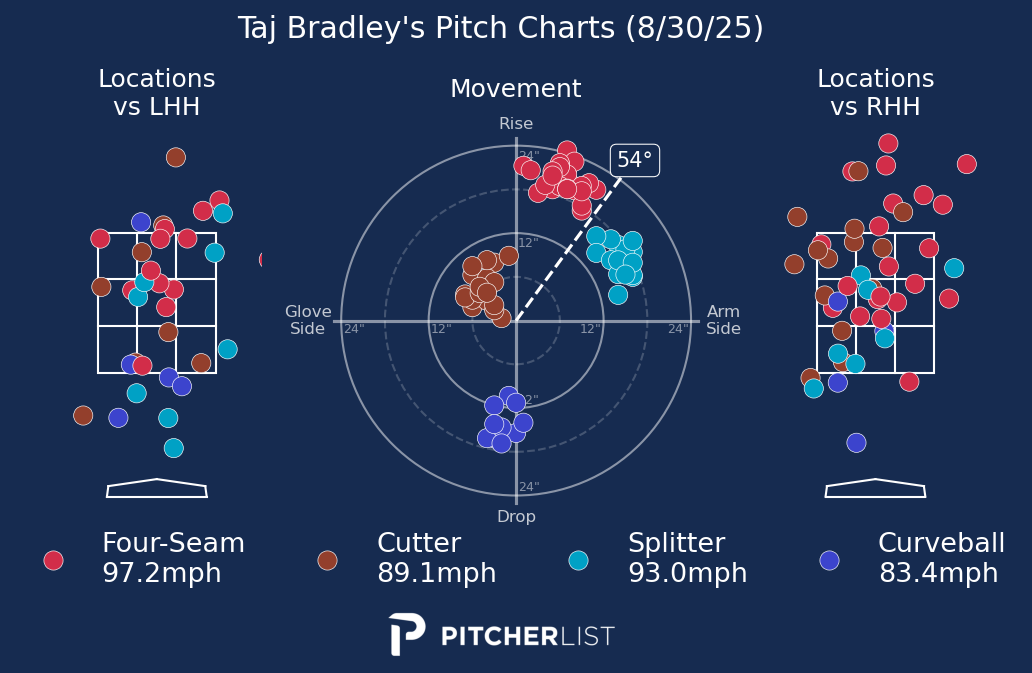 Taj Bradley's Pitch Charts (8/30/25)
Locations
vs LHH
Movement
Locations
vs RHH
Rise
24"
54°
12"
Glove
Side
24"
12"
12"
24"
Arm
Side
2"
24"
Drop
Four-Seam
97.2mph
Cutter
89.1mph
Splitter
93.0mph
Curveball
83.4mph
PITCHERLIST